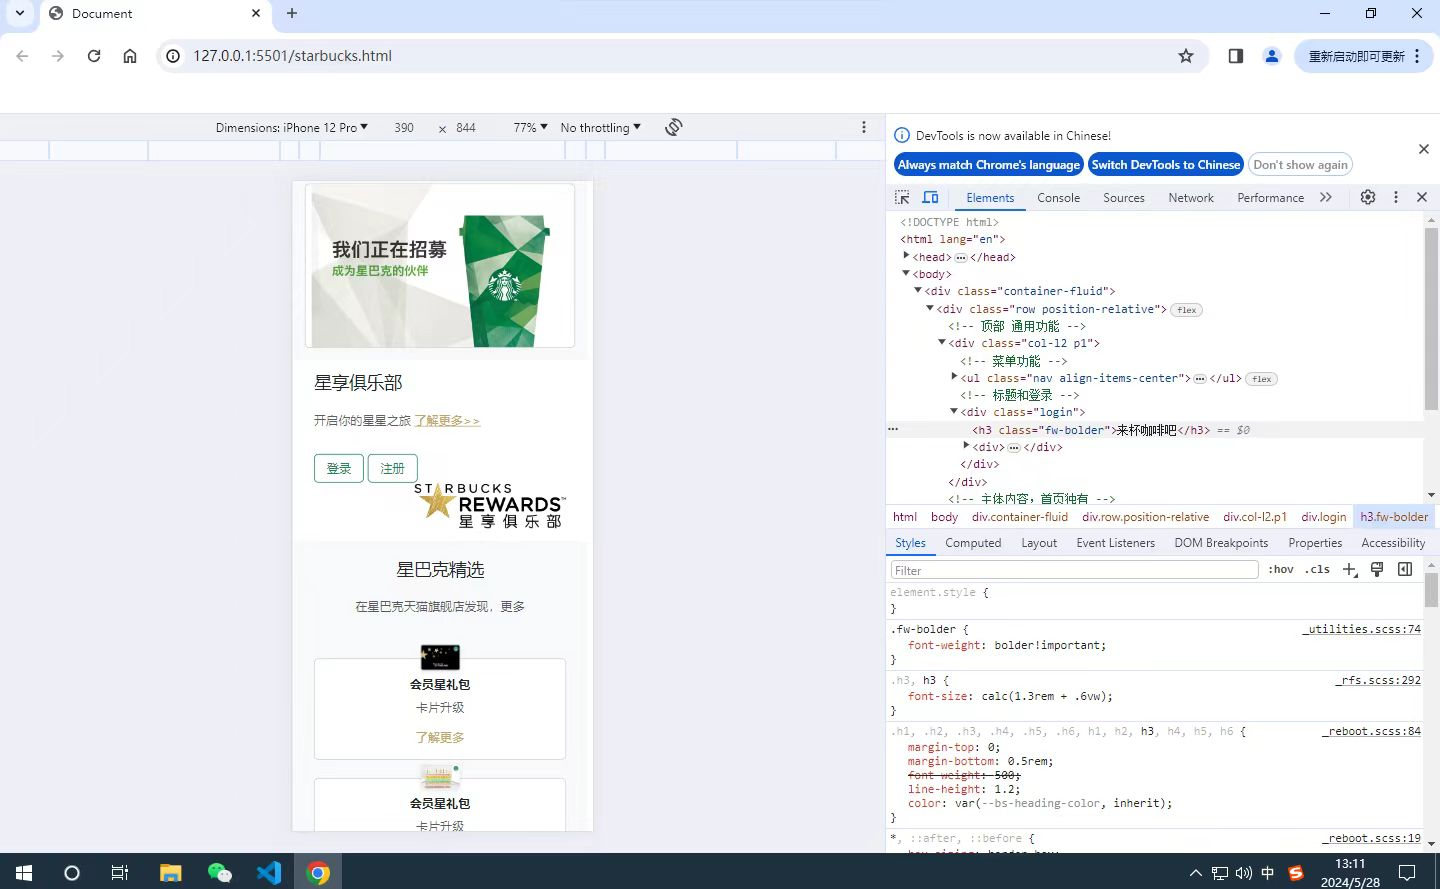 Document
127.0.0.1:5501/starbucks.html
重新启动即可更新
Dimensions: iPhone 12 Pro 390 × 844 77% No throttling
DevTools is now available in Chinese!
Always match Chrome's language Switch DevTools to Chinese Don't show again
Elements Console Sources Network Performance
<!DOCTYPE html>
<html lang="en">
<head> ⋯ </head>
<body>
<div class="container-fluid">
<div class="row position-relative"> flex
<!-- 顶部 通用功能 -->
<div class="col-l2 p1">
<!-- 菜单功能 -->
<ul class="nav align-items-center"> ⋯ </ul> flex
<!-- 标题和登录 -->
<div class="login">
<h3 class="fw-bolder">来杯咖啡吧</h3> == $0
<div> ⋯ </div>
</div>
</div>
<!-- 主体内容，首页独有 -->
html body div.container-fluid div.row.position-relative div.col-l2.p1 div.login h3.fw-bolder
Styles Computed Layout Event Listeners DOM Breakpoints Properties Accessibility
Filter :hov .cls
element.style {
}
.fw-bolder { _utilities.scss:74
font-weight: bolder!important;
}
.h3, h3 { _rfs.scss:292
font-size: calc(1.3rem + .6vw);
}
.h1, .h2, .h3, .h4, .h5, .h6, h1, h2, h3, h4, h5, h6 { _reboot.scss:84
margin-top: 0;
margin-bottom: 0.5rem;
font-weight: 500;
line-height: 1.2;
color: var(--bs-heading-color, inherit);
}
*, ::after, ::before { _reboot.scss:19
box-sizing: border-box;
我们正在招募
成为星巴克的伙伴
星享俱乐部
开启你的星星之旅 了解更多>>
登录 注册
STARBUCKS
REWARDS™
星享俱乐部
星巴克精选
在星巴克天猫旗舰店发现，更多
会员星礼包
卡片升级
了解更多
会员星礼包
卡片升级
中
13:11
2024/5/28